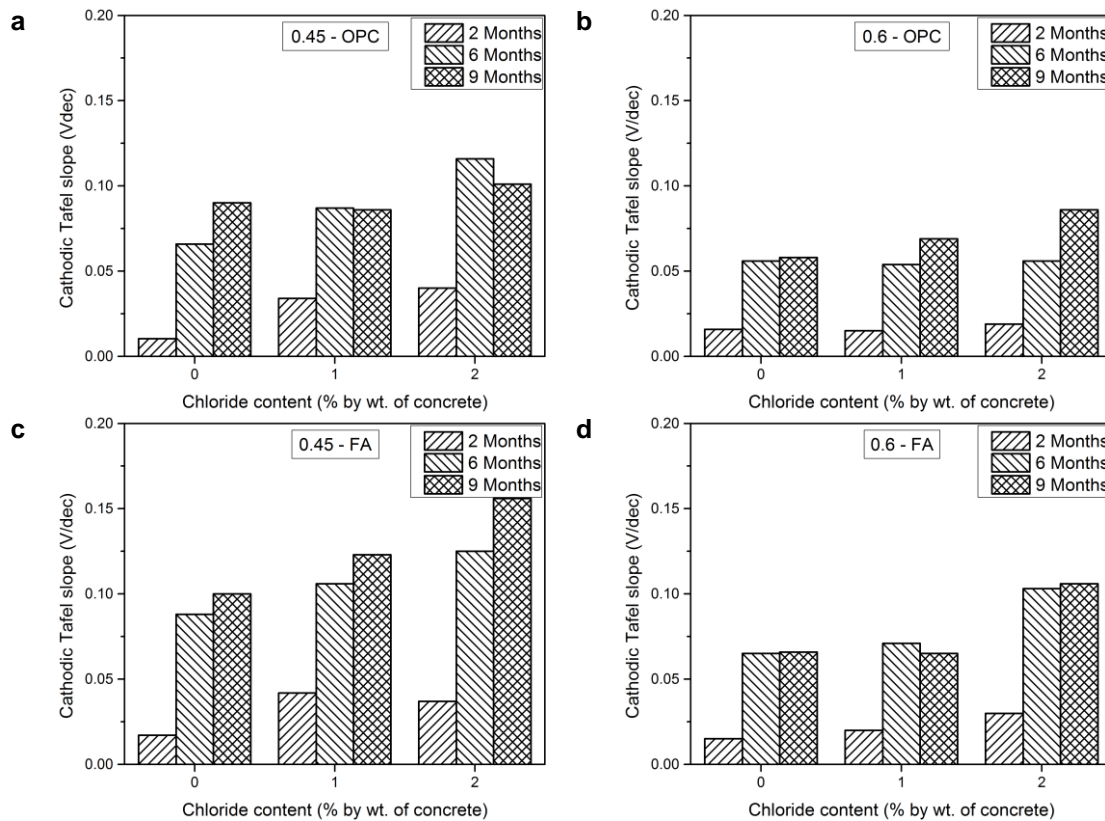 a
0.45 - OPC
2 Months
6 Months
9 Months
0.20
0.15
0.10
0.05
0.00
Cathodic Tafel slope (Vdec)
0 1 2
Chloride content (% by wt. of concrete)
b
0.6 - OPC
2 Months
6 Months
9 Months
0.20
0.15
0.10
0.05
0.00
Cathodic Tafel slope (V/dec)
0 1 2
Chloride content (% by wt. of concrete)
c
0.45 - FA
2 Months
6 Months
9 Months
0.20
0.15
0.10
0.05
0.00
Cathodic Tafel slope (V/dec)
0 1 2
Chloride content (% by wt. of concrete)
d
0.6 - FA
2 Months
6 Months
9 Months
0.20
0.15
0.10
0.05
0.00
Cathodic Tafel slope (V/dec)
0 1 2
Chloride content (% by wt. of concrete)